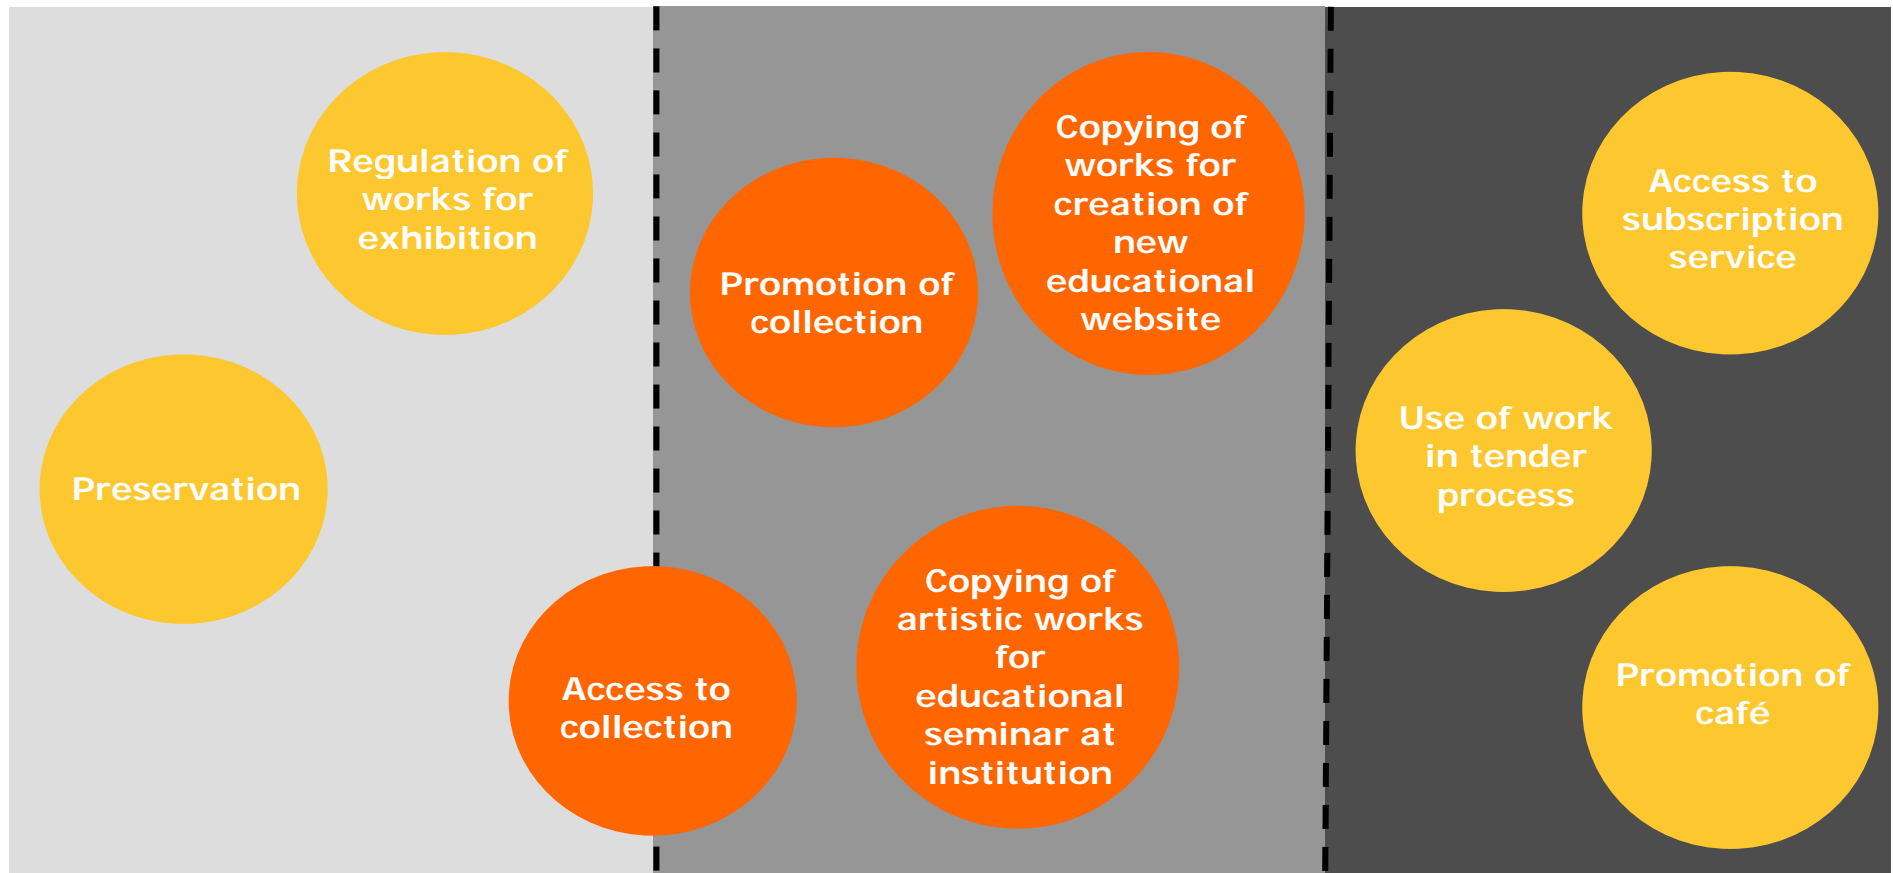 Regulation of
works for
exhibition
Preservation
Access to
collection
Promotion of
collection
Copying of
works for
creation of
new
educational
website
Copying of
artistic works
for
educational
seminar at
institution
Access to
subscription
service
Use of work
in tender
process
Promotion of
café